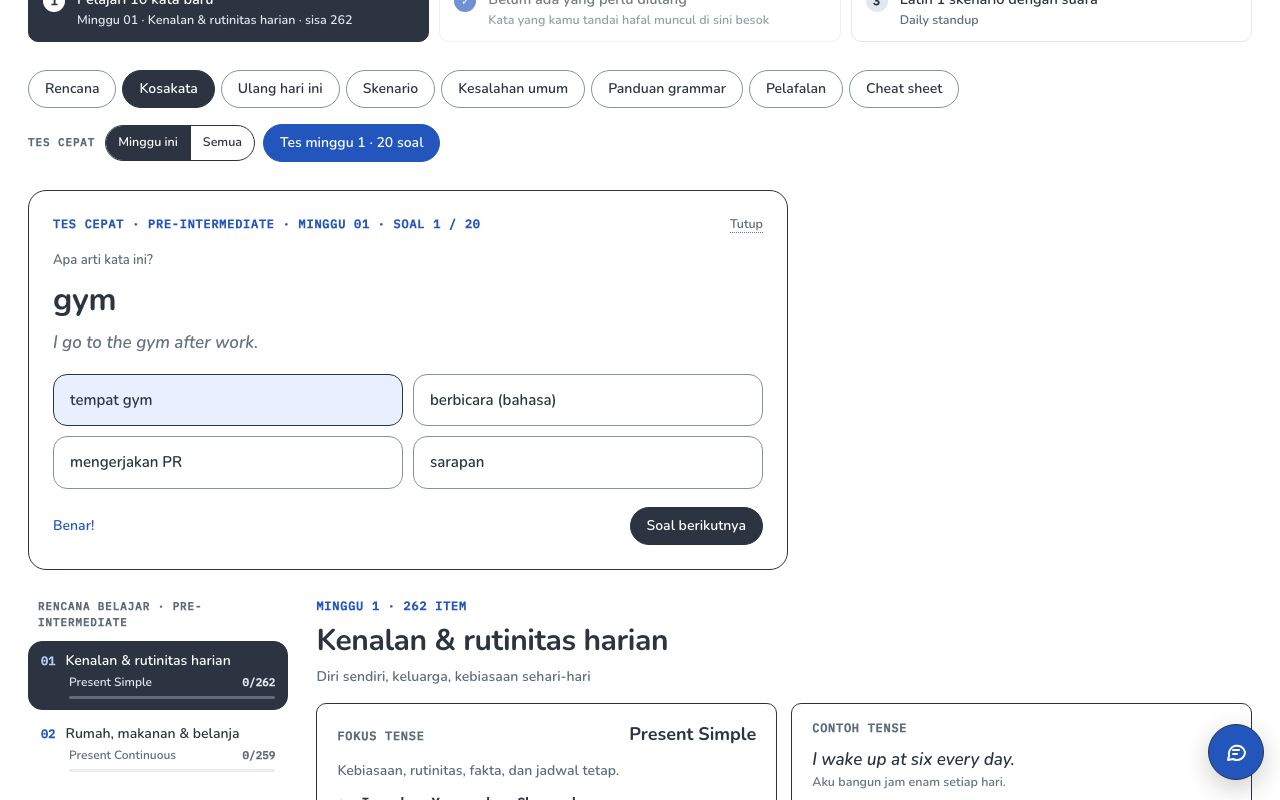 1 Pelajari 10 kata baru
Minggu 01 · Kenalan & rutinitas harian · sisa 262
✓ Belum ada yang perlu diulang
Kata yang kamu tandai hafal muncul di sini besok
3 Latih 1 skenario dengan suara
Daily standup
Rencana
Kosakata
Ulang hari ini
Skenario
Kesalahan umum
Panduan grammar
Pelafalan
Cheat sheet
TES CEPAT
Minggu ini
Semua
Tes minggu 1 · 20 soal
TES CEPAT · PRE-INTERMEDIATE · MINGGU 01 · SOAL 1 / 20
Tutup
Apa arti kata ini?
gym
I go to the gym after work.
tempat gym
berbicara (bahasa)
mengerjakan PR
sarapan
Benar!
Soal berikutnya
RENCANA BELAJAR · PRE-
INTERMEDIATE
01 Kenalan & rutinitas harian
Present Simple 0/262
02 Rumah, makanan & belanja
Present Continuous 0/259
MINGGU 1 · 262 ITEM
Kenalan & rutinitas harian
Diri sendiri, keluarga, kebiasaan sehari-hari
FOKUS TENSE
Present Simple
Kebiasaan, rutinitas, fakta, dan jadwal tetap.
CONTOH TENSE
I wake up at six every day.
Aku bangun jam enam setiap hari.